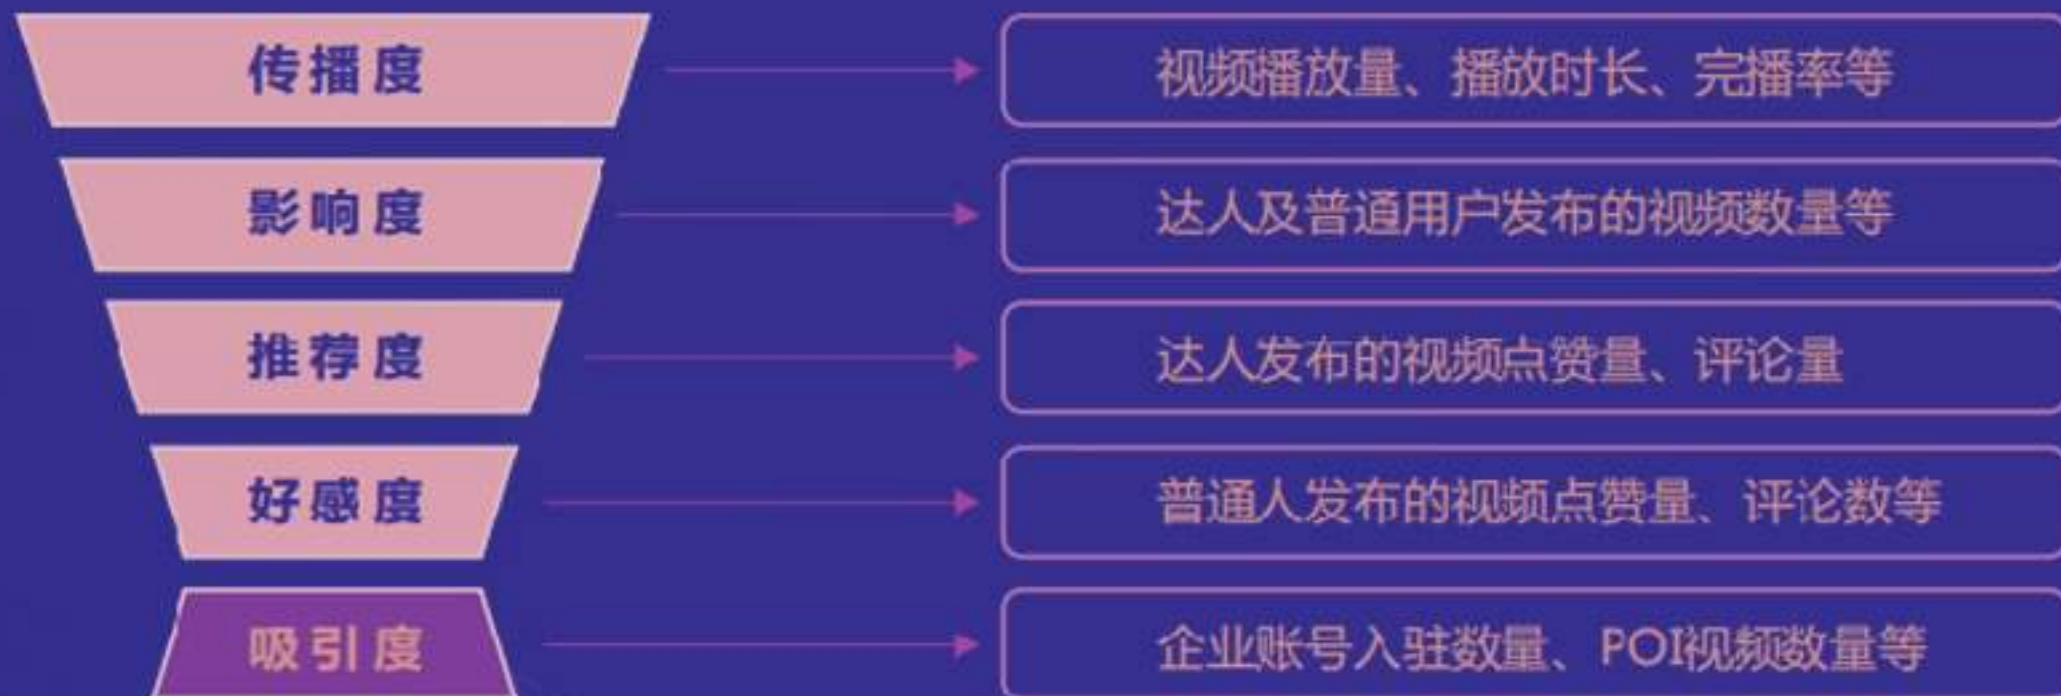 传播度
视频播放量、播放时长、完播率等
影响度
达人及普通用户发布的视频数量等
推荐度
达人发布的视频点赞量、评论量
好感度
普通人发布的视频点赞量、评论数等
吸引度
企业账号入驻数量、POI视频数量等